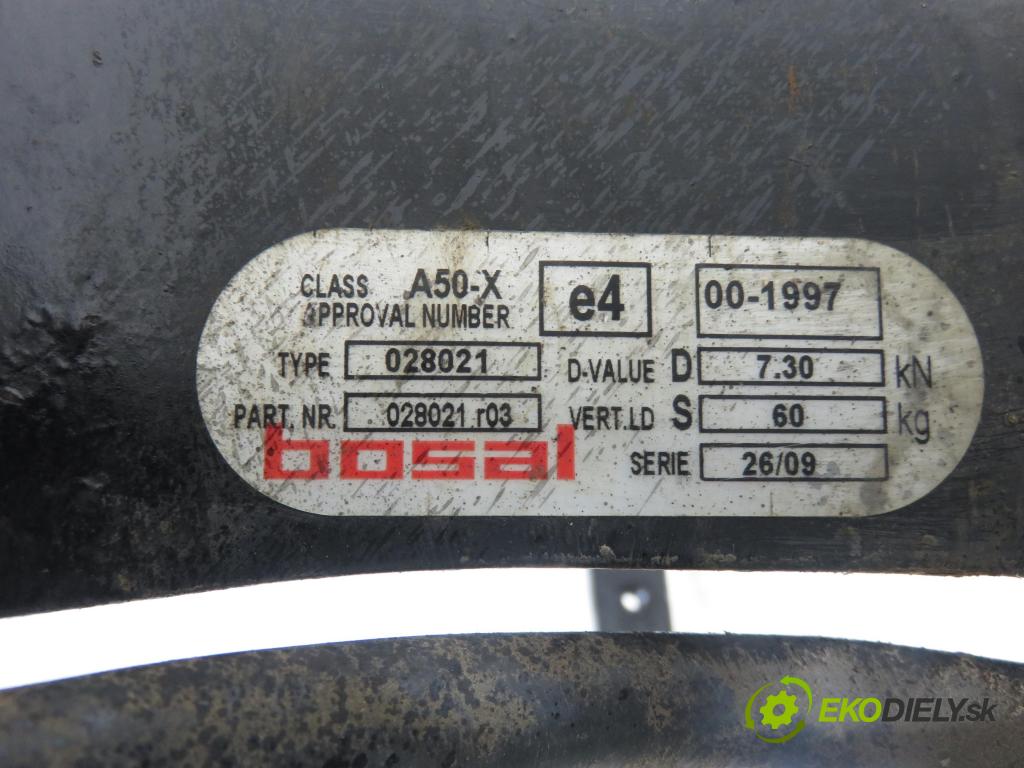 CLASS A50-X
APPROVAL NUMBER e4 00-1997
TYPE 028021 D-VALUE D 7.30 kN
PART. NR. 028021 r03 VERT.LD S 60 kg
bosal SERIE 26/09
EKODIELY.sk